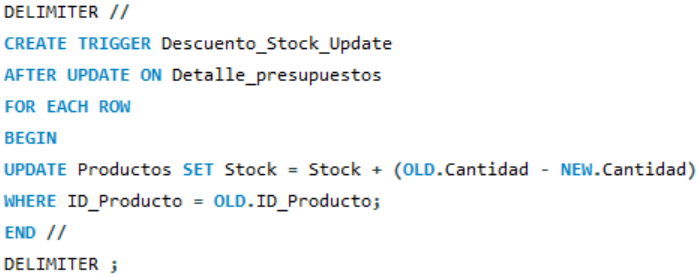 DELIMITER //
CREATE TRIGGER Descuento_Stock_Update
AFTER UPDATE ON Detalle_presupuestos
FOR EACH ROW
BEGIN
UPDATE Productos SET Stock = Stock + (OLD.Cantidad - NEW.Cantidad)
WHERE ID_Producto = OLD.ID_Producto;
END //
DELIMITER ;